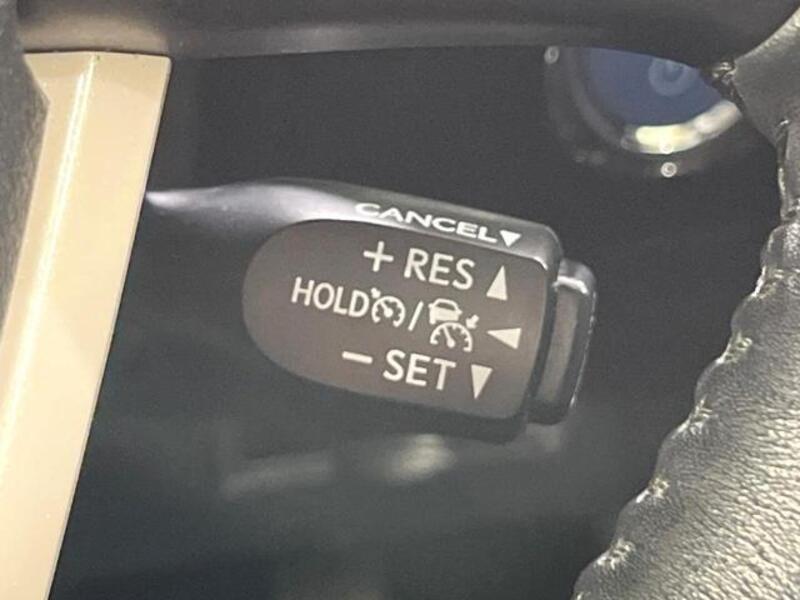 CANCEL▼
+ RES ▲
HOLD / ◀
− SET ▼